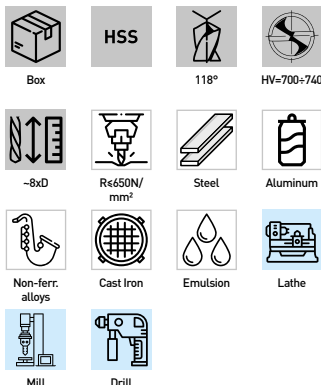 HSS
Box
118°
HV=700÷740
~8xD
R≤650N/
mm²
Steel
Aluminum
Non-ferr.
alloys
Cast Iron
Emulsion
Lathe
Mill
Drill